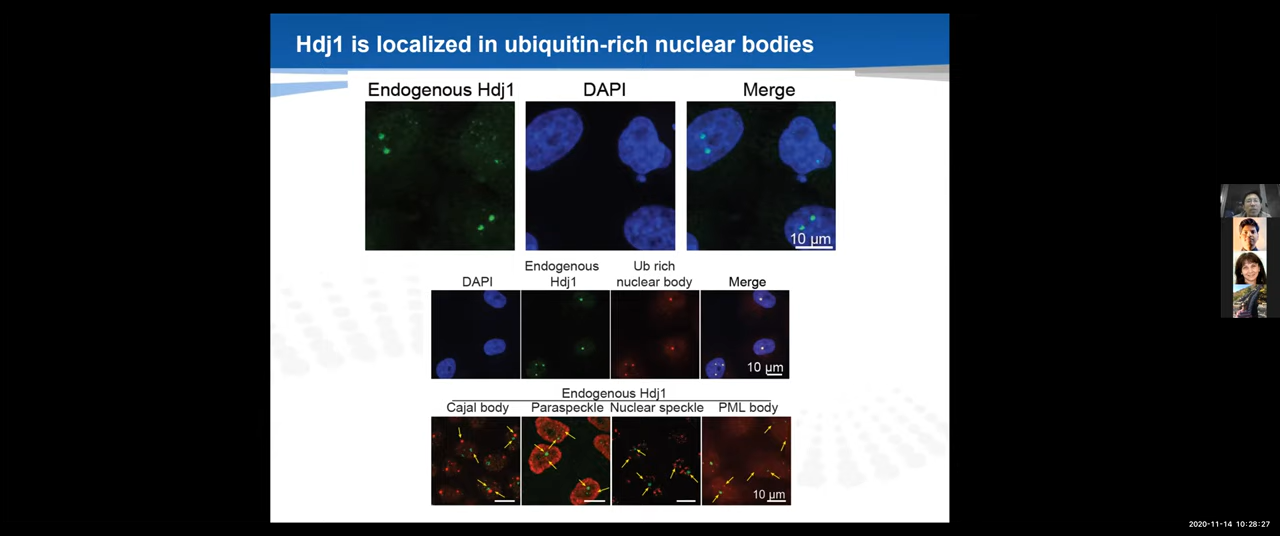 Hdj1 is localized in ubiquitin-rich nuclear bodies
Endogenous Hdj1 DAPI Merge
10 µm
DAPI Endogenous Hdj1 Ub rich nuclear body Merge
10 µm
Endogenous Hdj1
Cajal body Paraspeckle Nuclear speckle PML body
10 µm
2020-11-14 10:28:27